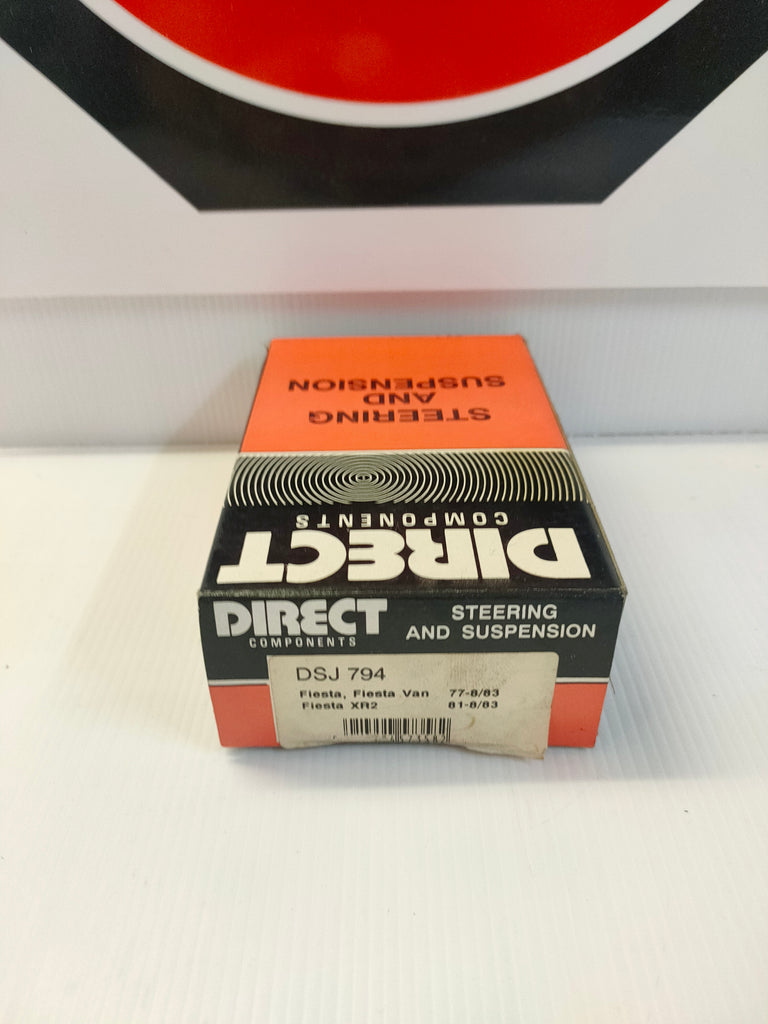 STEERING
AND
SUSPENSION
DIRECT
COMPONENTS
DIRECT
COMPONENTS
STEERING
AND SUSPENSION
DSJ 794
Fiesta, Fiesta Van 77-8/83
Fiesta XR2 81-8/83